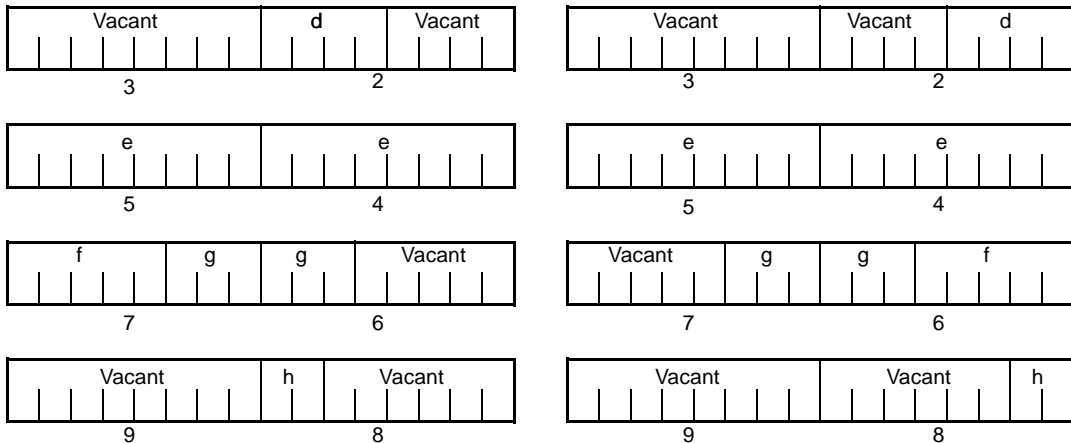 Vacant d Vacant Vacant Vacant d
3 2 3 2
e e e e
5 4 5 4
f g g Vacant Vacant g g f
7 6 7 6
Vacant h Vacant Vacant Vacant h
9 8 9 8